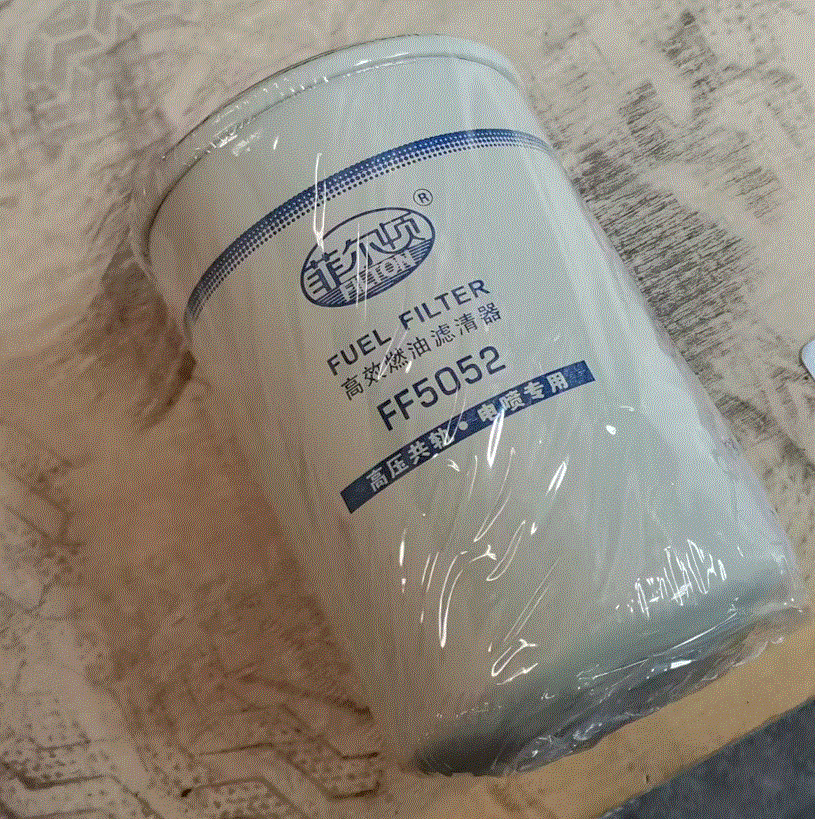 ®
菲尔顿
FILTON
FUEL FILTER
高效燃油滤清器
FF5052
高压共轨·电喷专用